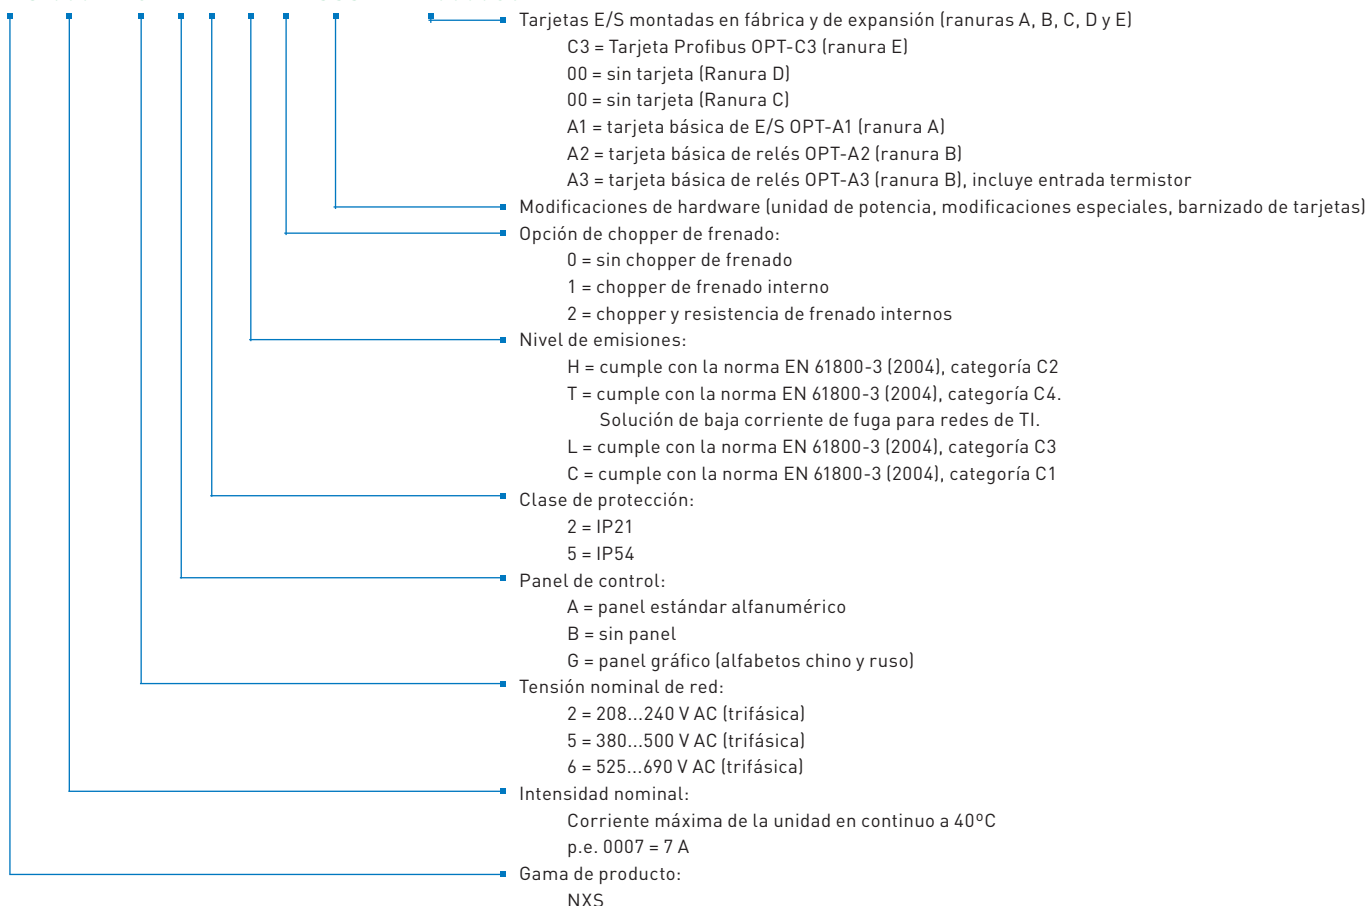 Tarjetas E/S montadas en fábrica y de expansión (ranuras A, B, C, D y E)
C3 = Tarjeta Profibus OPT-C3 (ranura E)
00 = sin tarjeta (Ranura D)
00 = sin tarjeta (Ranura C)
A1 = tarjeta básica de E/S OPT-A1 (ranura A)
A2 = tarjeta básica de relés OPT-A2 (ranura B)
A3 = tarjeta básica de relés OPT-A3 (ranura B), incluye entrada termistor
Modificaciones de hardware (unidad de potencia, modificaciones especiales, barnizado de tarjetas)
Opción de chopper de frenado:
0 = sin chopper de frenado
1 = chopper de frenado interno
2 = chopper y resistencia de frenado internos
Nivel de emisiones:
H = cumple con la norma EN 61800-3 (2004), categoría C2
T = cumple con la norma EN 61800-3 (2004), categoría C4.
Solución de baja corriente de fuga para redes de TI.
L = cumple con la norma EN 61800-3 (2004), categoría C3
C = cumple con la norma EN 61800-3 (2004), categoría C1
Clase de protección:
2 = IP21
5 = IP54
Panel de control:
A = panel estándar alfanumérico
B = sin panel
G = panel gráfico (alfabetos chino y ruso)
Tensión nominal de red:
2 = 208...240 V AC (trifásica)
5 = 380...500 V AC (trifásica)
6 = 525...690 V AC (trifásica)
Intensidad nominal:
Corriente máxima de la unidad en continuo a 40ºC
p.e. 0007 = 7 A
Gama de producto:
NXS